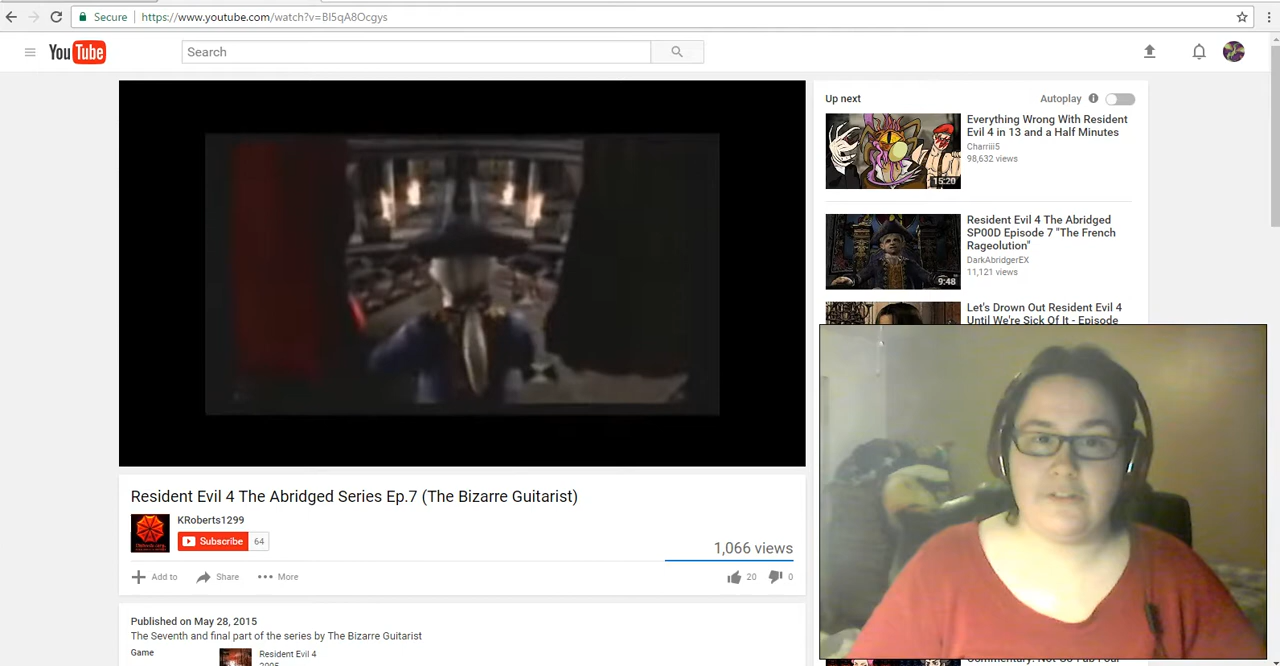 Secure https://www.youtube.com/watch?v=BI5qA8Ocgys
YouTube
Search
Resident Evil 4 The Abridged Series Ep.7 (The Bizarre Guitarist)
KRoberts1299
Subscribe 64
1,066 views
Add to Share More
20 0
Published on May 28, 2015
The Seventh and final part of the series by The Bizarre Guitarist
Game
Resident Evil 4
Up next
Autoplay
Everything Wrong With Resident
Evil 4 in 13 and a Half Minutes
Charriii5
98,632 views
15:20
Resident Evil 4 The Abridged
SP00D Episode 7 "The French
Rageolution"
DarkAbridgerEX
11,121 views
9:48
Let's Drown Out Resident Evil 4
Until We're Sick Of It - Episode